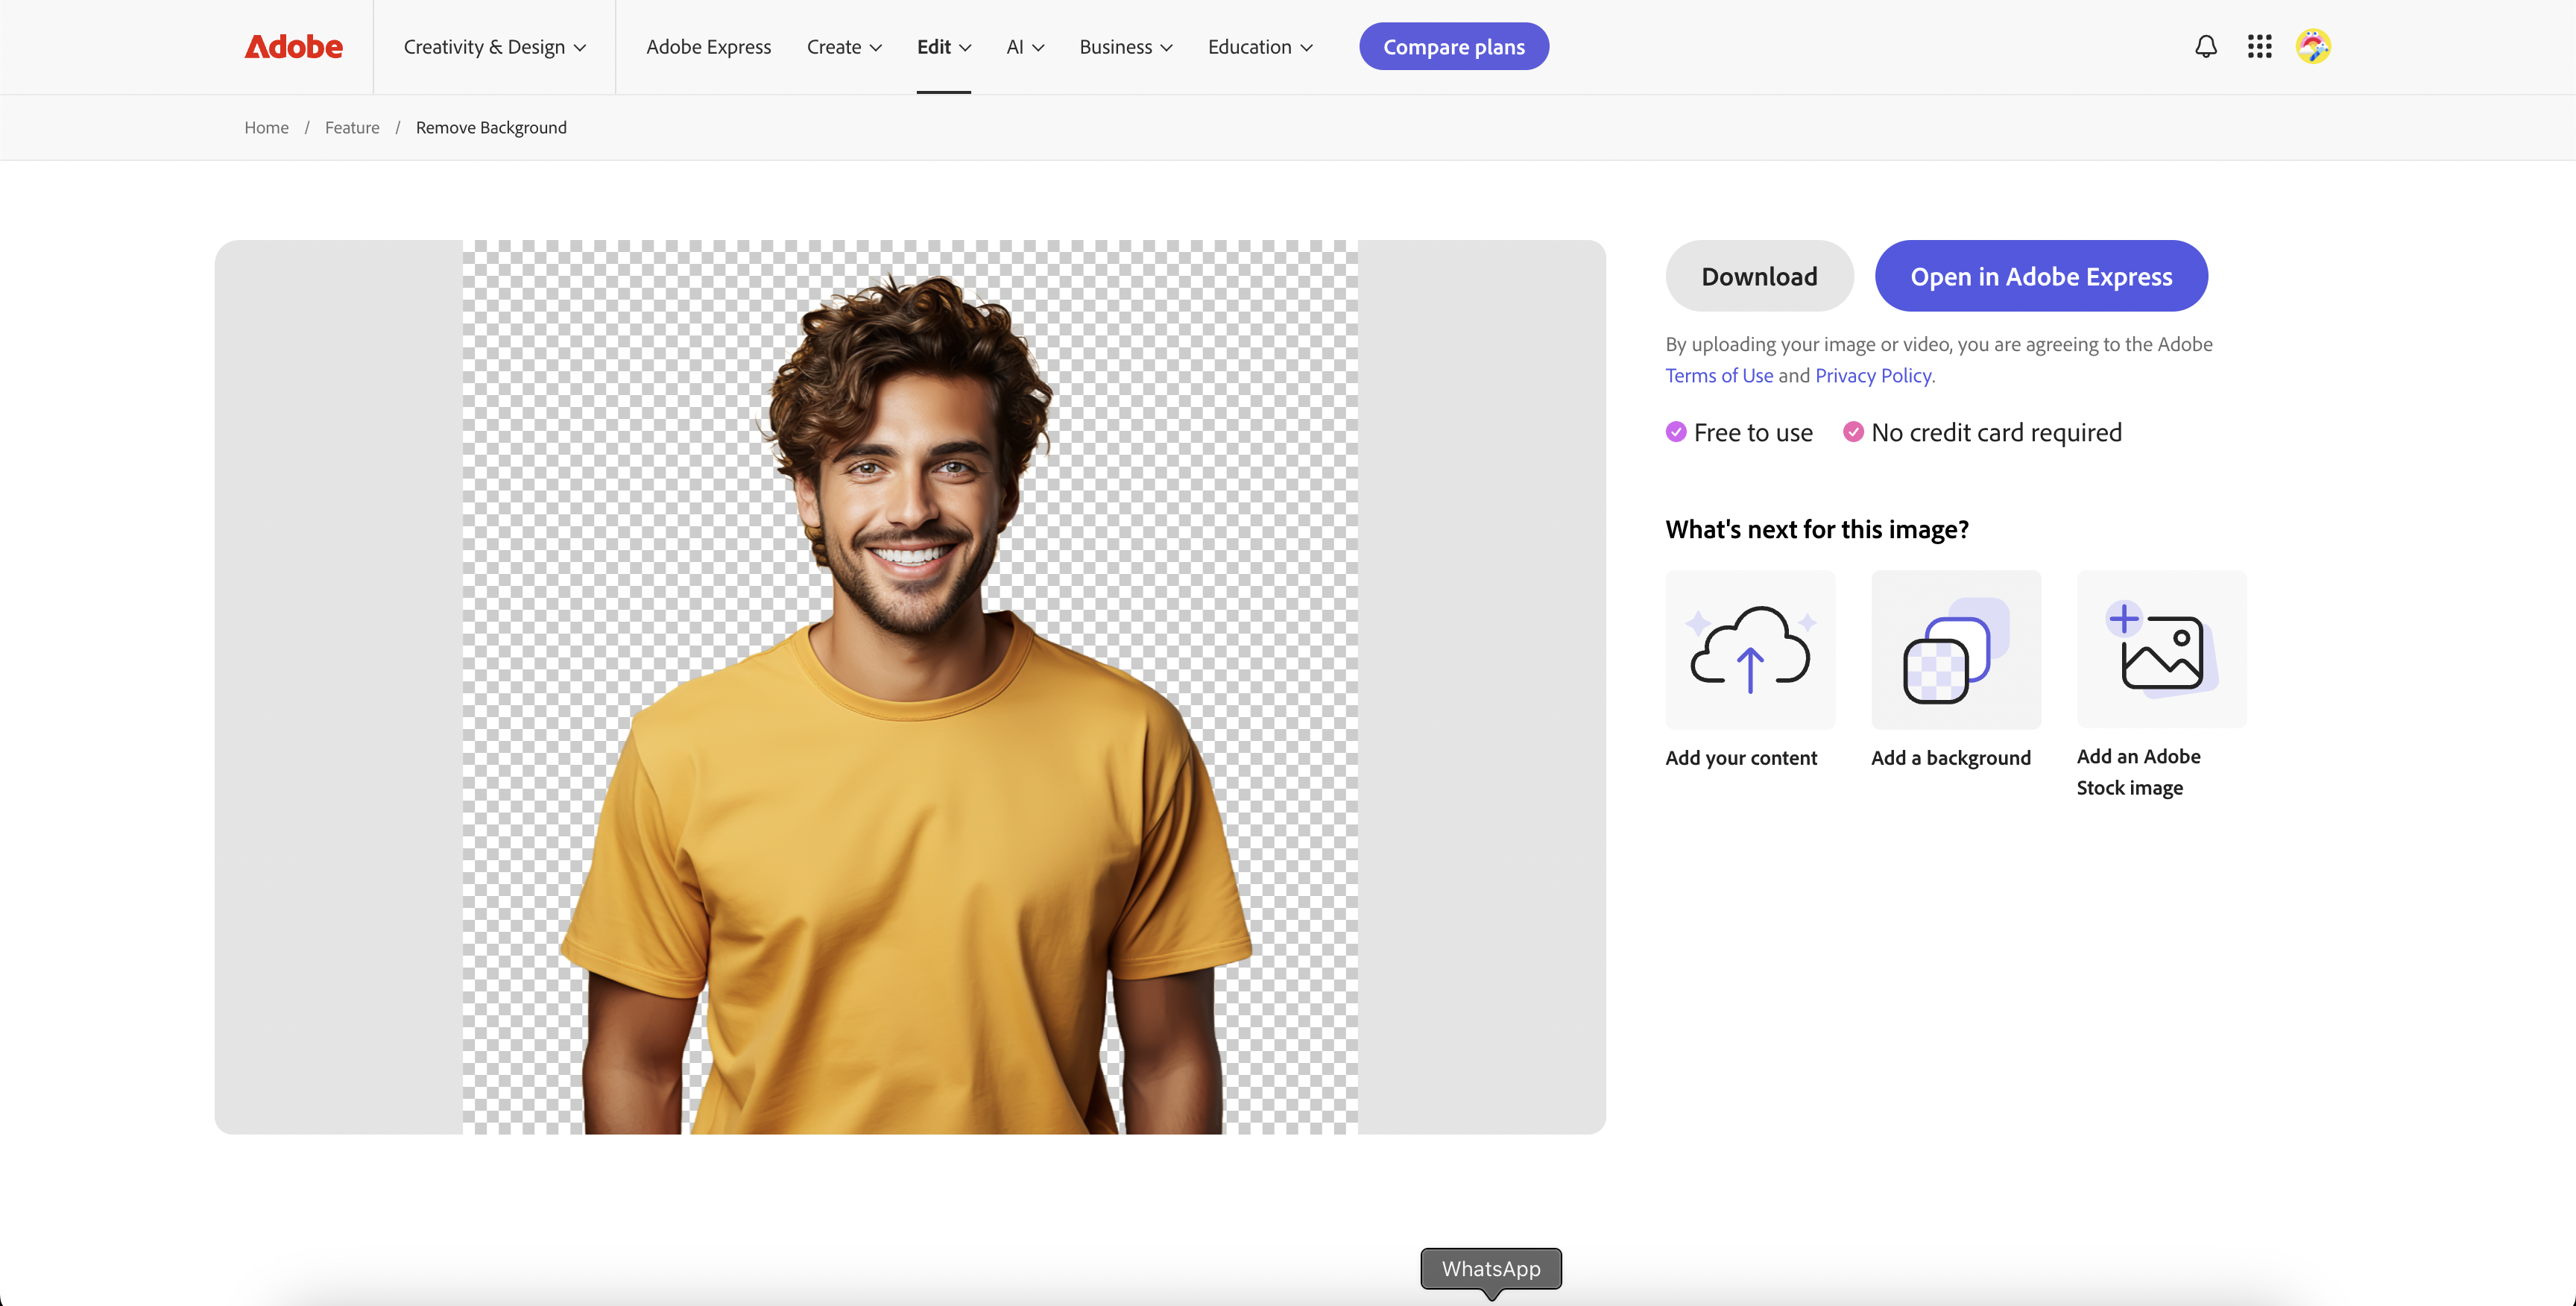 Adobe
Creativity & Design
Adobe Express
Create
Edit
AI
Business
Education
Compare plans
Home / Feature / Remove Background
Download
Open in Adobe Express
By uploading your image or video, you are agreeing to the Adobe
Terms of Use and Privacy Policy.
Free to use
No credit card required
What's next for this image?
Add your content
Add a background
Add an Adobe
Stock image
WhatsApp